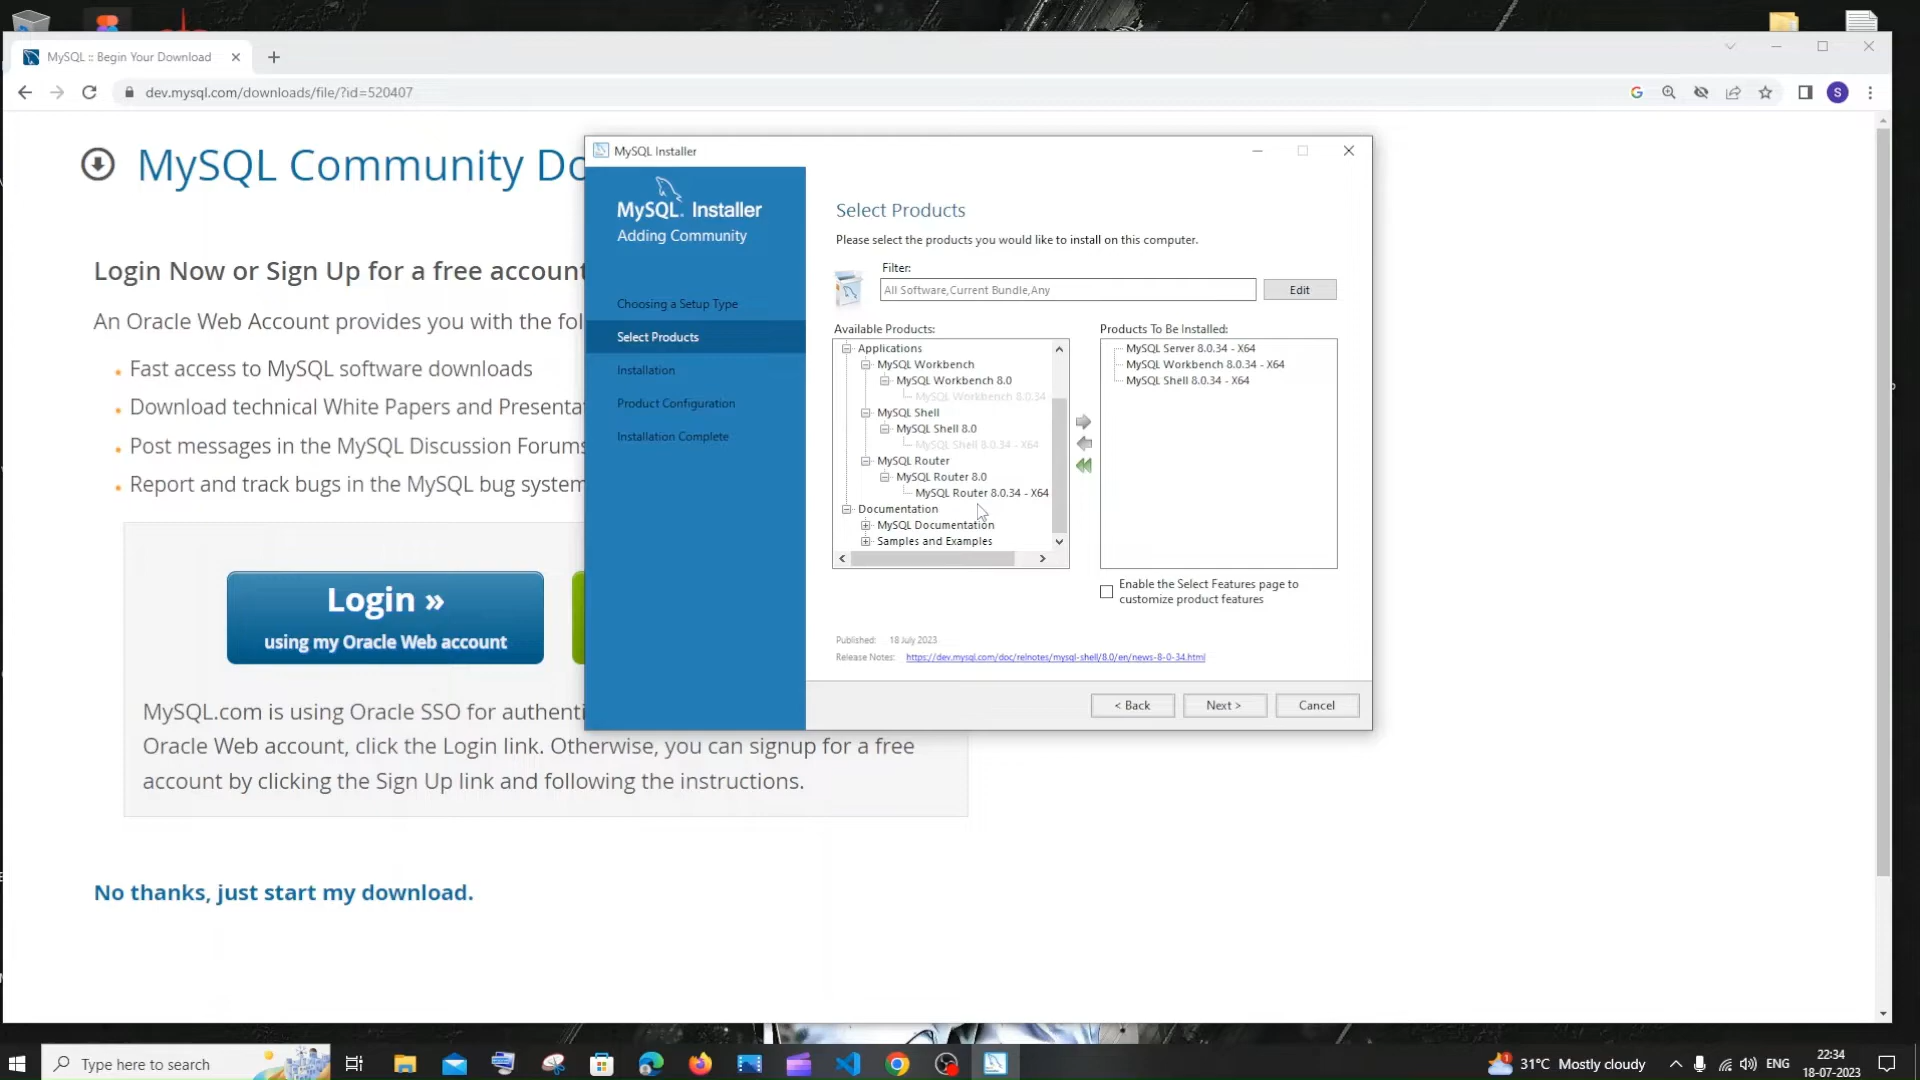 MySQL :: Begin Your Download
dev.mysql.com/downloads/file/?id=520407
S
MySQL Community Do
Login Now or Sign Up for a free account
An Oracle Web Account provides you with the fol
Fast access to MySQL software downloads
Download technical White Papers and Presenta
Post messages in the MySQL Discussion Forums
Report and track bugs in the MySQL bug system
Login »
using my Oracle Web account
MySQL.com is using Oracle SSO for authenti
Oracle Web account, click the Login link. Otherwise, you can signup for a free
account by clicking the Sign Up link and following the instructions.
No thanks, just start my download.
MySQL Installer
MySQL. Installer
Adding Community
Choosing a Setup Type
Select Products
Installation
Product Configuration
Installation Complete
Select Products
Please select the products you would like to install on this computer.
Filter:
All Software,Current Bundle,Any
Edit
Available Products:
Applications
MySQL Workbench
MySQL Workbench 8.0
MySQL Workbench 8.0.34
MySQL Shell
MySQL Shell 8.0
MySQL Shell 8.0.34 - X64
MySQL Router
MySQL Router 8.0
MySQL Router 8.0.34 - X64
Documentation
MySQL Documentation
Samples and Examples
Products To Be Installed:
MySQL Server 8.0.34 - X64
MySQL Workbench 8.0.34 - X64
MySQL Shell 8.0.34 - X64
Enable the Select Features page to
customize product features
Published: 18 July 2023
Release Notes: https://dev.mysql.com/doc/relnotes/mysql-shell/8.0/en/news-8-0-34.html
< Back
Next >
Cancel
Type here to search
31°C Mostly cloudy
ENG
22:34
18-07-2023